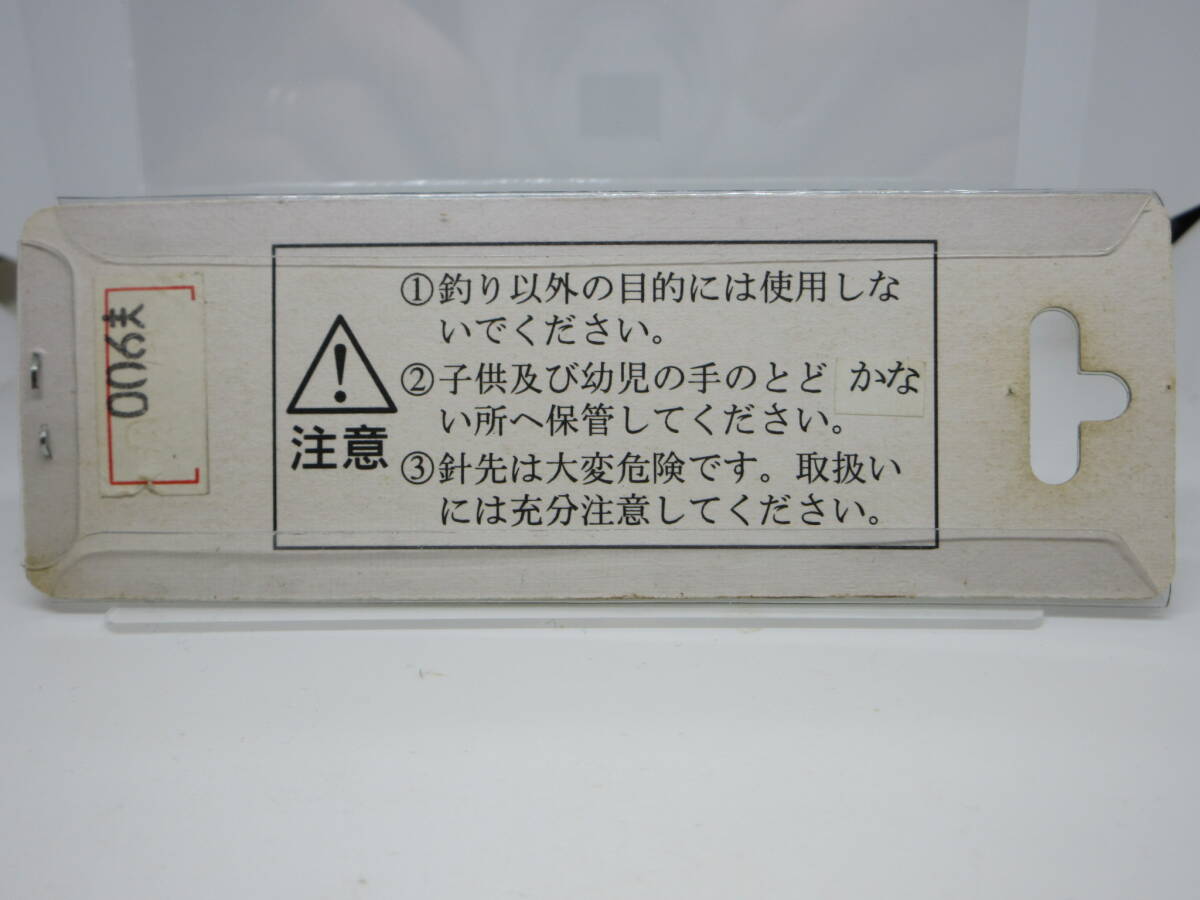 ①釣り以外の目的には使用しな
いでください。
②子供及び幼児の手のとど かな
い所へ保管してください。
③針先は大変危険です。取扱い
には充分注意してください。
注意